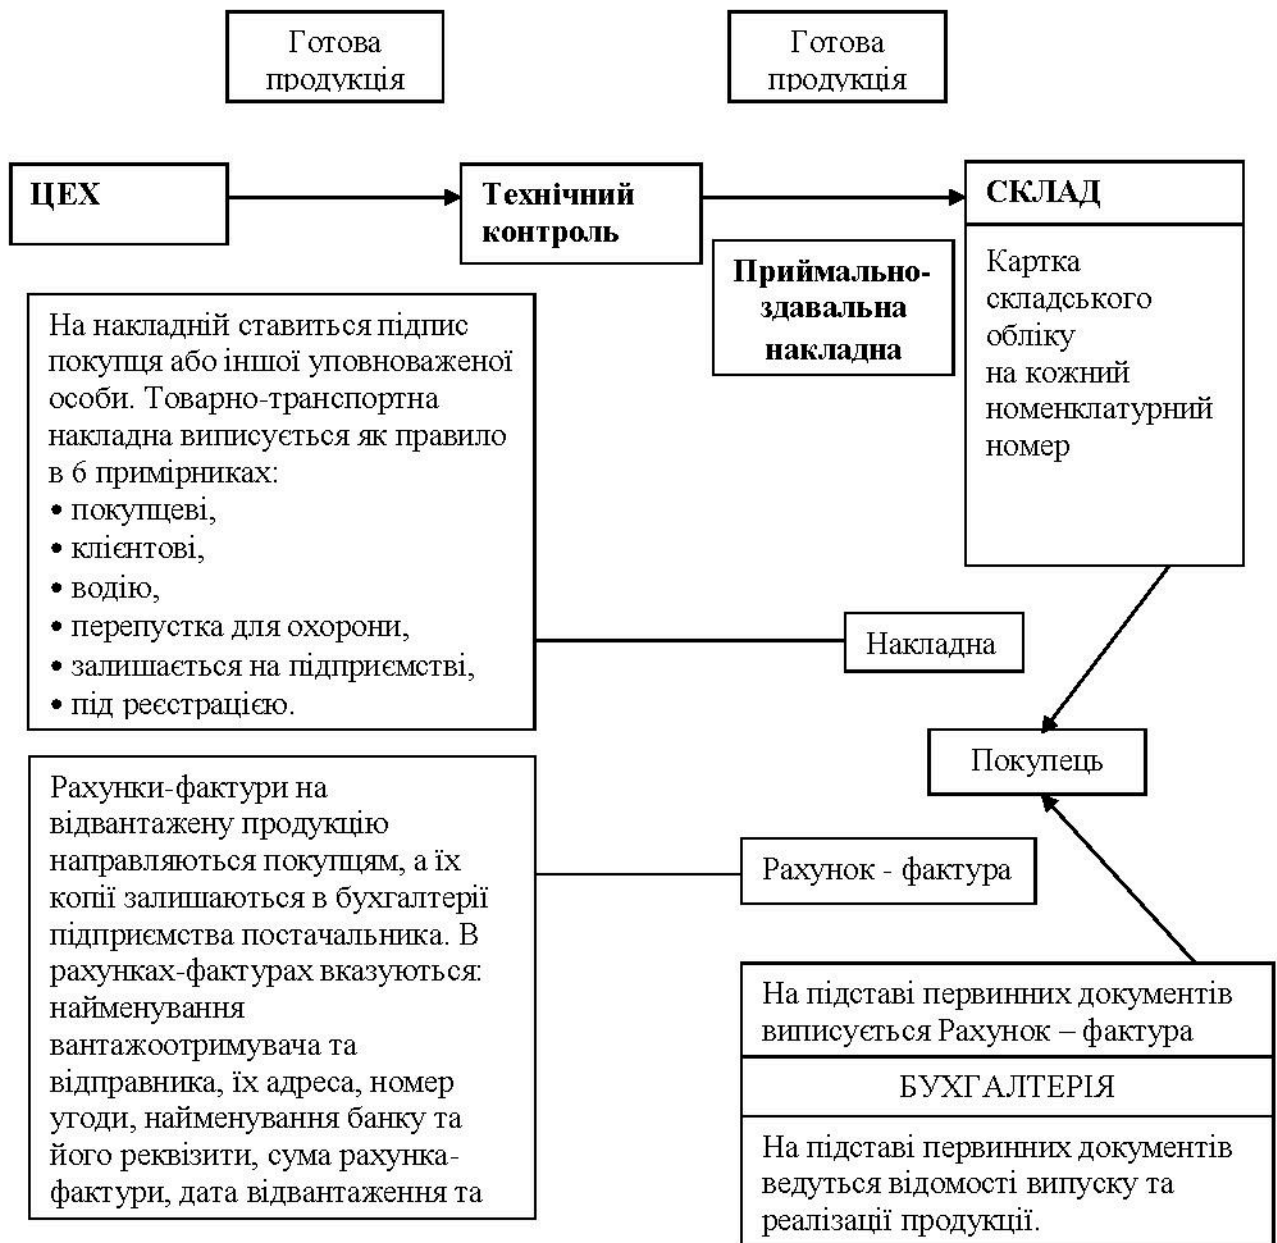 Готова
продукція
Готова
продукція
ЦЕХ
Технічний
контроль
СКЛАД
Приймально-
здавальна
накладна
Картка
складського
обліку
на кожний
номенклатурний
номер
На накладній ставиться підпис
покупця або іншої уповноваженої
особи. Товарно-транспортна
накладна виписується як правило
в 6 примірниках:
• покупцеві,
• клієнтові,
• водію,
• перепустка для охорони,
• залишається на підприємстві,
• під реєстрацією.
Накладна
Покупець
Рахунки-фактури на
відвантажену продукцію
направляються покупцям, а їх
копії залишаються в бухгалтерії
підприємства постачальника. В
рахунках-фактурах вказуються:
найменування
вантажоотримувача та
відправника, їх адреса, номер
угоди, найменування банку та
його реквізити, сума рахунка-
фактури, дата відвантаження та
Рахунок - фактура
На підставі первинних документів
виписується Рахунок – фактура
БУХГАЛТЕРІЯ
На підставі первинних документів
ведуться відомості випуску та
реалізації продукції.